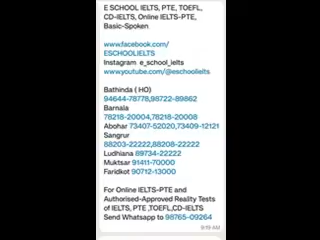 E SCHOOL IELTS, PTE, TOEFL,
CD-IELTS, Online IELTS-PTE,
Basic-Spoken
www.facebook.com/
ESCHOOLIELTS
Instagram e_school_ielts
www.youtube.com/@eschoolielts
Bathinda ( HO)
94644-78778,98722-89862
Barnala
78218-20004,78218-20008
Abohar 73407-52020,73409-12121
Sangrur
88203-22222,88208-22222
Ludhiana 89734-22222
Muktsar 91411-70000
Faridkot 90712-13000
For Online IELTS-PTE and
Authorised-Approved Reality Tests
of IELTS, PTE ,TOEFL,CD-IELTS
Send Whatsapp to 98765-09264
9:19 AM